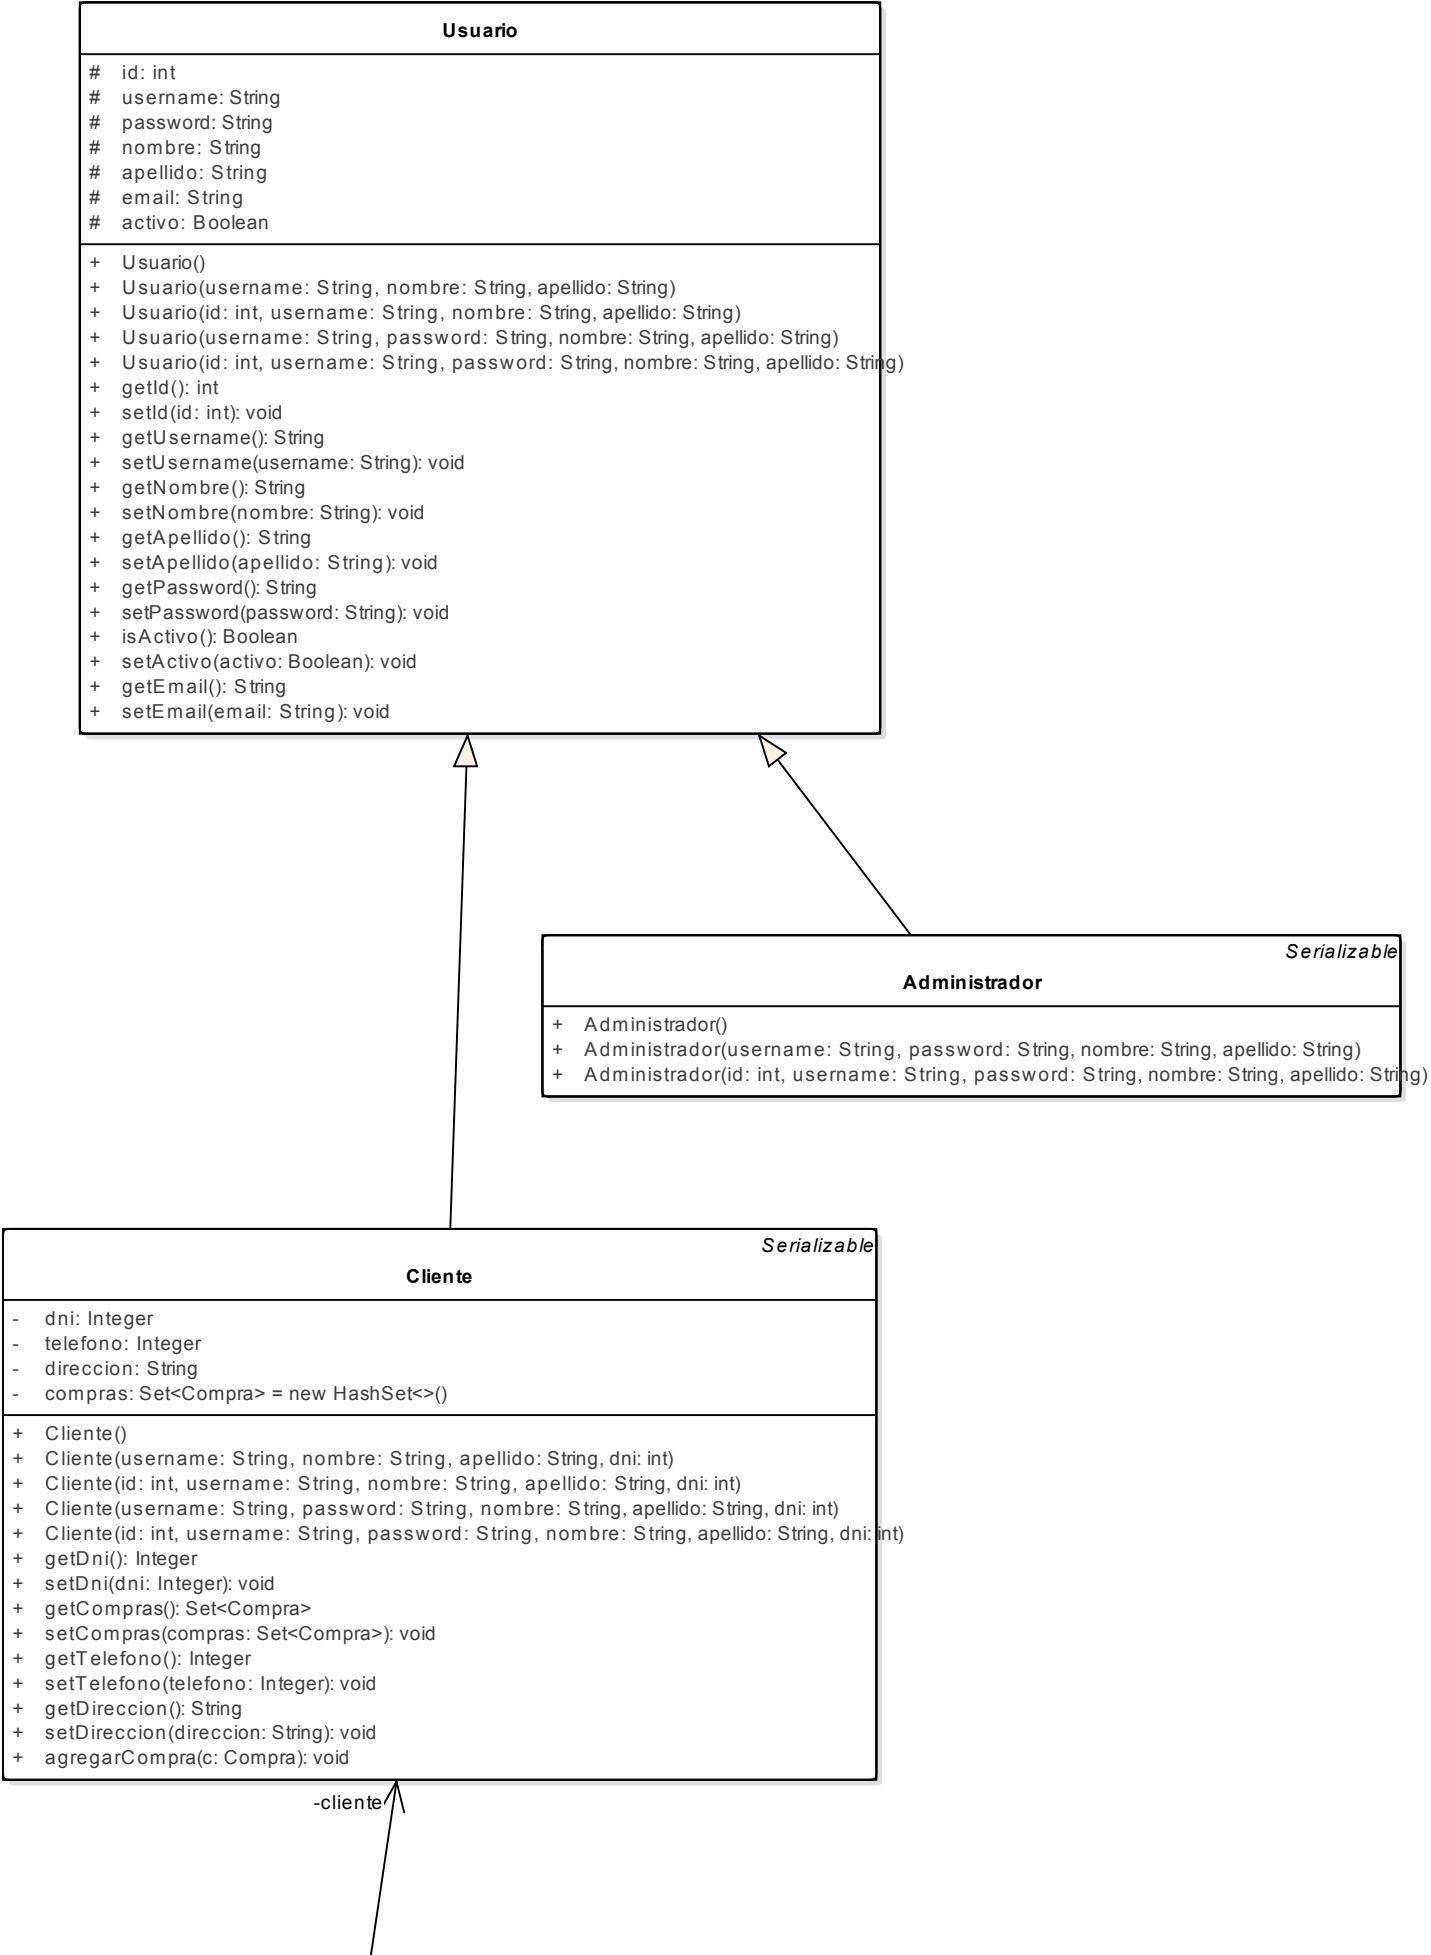 Usuario
# id: int
# username: String
# password: String
# nombre: String
# apellido: String
# email: String
# activo: Boolean
+ Usuario()
+ Usuario(username: String, nombre: String, apellido: String)
+ Usuario(id: int, username: String, nombre: String, apellido: String)
+ Usuario(username: String, password: String, nombre: String, apellido: String)
+ Usuario(id: int, username: String, password: String, nombre: String, apellido: String)
+ getId(): int
+ setId(id: int): void
+ getUsername(): String
+ setUsername(username: String): void
+ getNombre(): String
+ setNombre(nombre: String): void
+ getApellido(): String
+ setApellido(apellido: String): void
+ getPassword(): String
+ setPassword(password: String): void
+ isActivo(): Boolean
+ setActivo(activo: Boolean): void
+ getEmail(): String
+ setEmail(email: String): void
Serializable
Administrador
+ Administrador()
+ Administrador(username: String, password: String, nombre: String, apellido: String)
+ Administrador(id: int, username: String, password: String, nombre: String, apellido: String)
Serializable
Cliente
- dni: Integer
- telefono: Integer
- direccion: String
- compras: Set<Compra> = new HashSet<>()
+ Cliente()
+ Cliente(username: String, nombre: String, apellido: String, dni: int)
+ Cliente(id: int, username: String, nombre: String, apellido: String, dni: int)
+ Cliente(username: String, password: String, nombre: String, apellido: String, dni: int)
+ Cliente(id: int, username: String, password: String, nombre: String, apellido: String, dni: int)
+ getDni(): Integer
+ setDni(dni: Integer): void
+ getCompras(): Set<Compra>
+ setCompras(compras: Set<Compra>): void
+ getTelefono(): Integer
+ setTelefono(telefono: Integer): void
+ getDireccion(): String
+ setDireccion(direccion: String): void
+ agregarCompra(c: Compra): void
-cliente